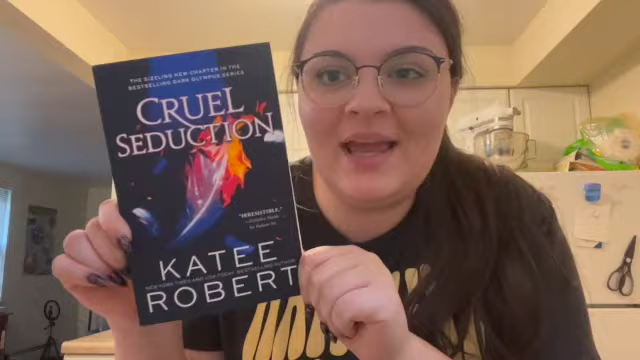 THE SIZZLING NEW CHAPTER IN THE
BESTSELLING DARK OLYMPUS SERIES
CRUEL
SEDUCTION
"IRRESISTIBLE."
KATEE
NEW YORK TIMES AND USA TODAY BESTSELLING AUTHOR
ROBERT